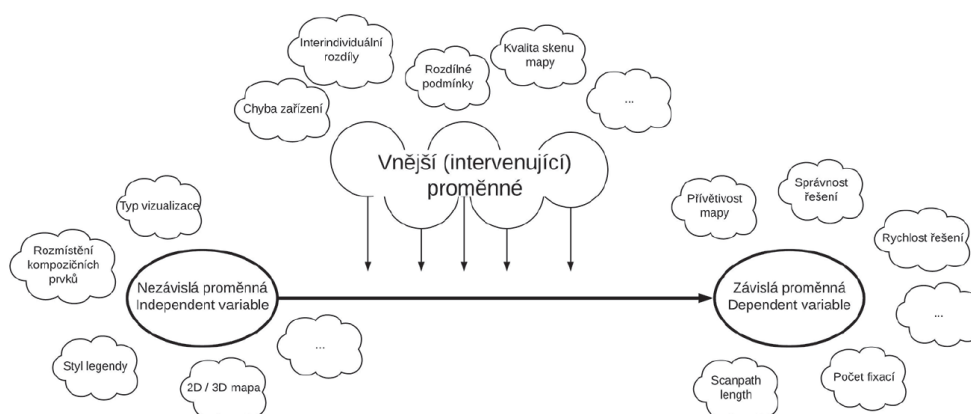 Interindividuální
rozdíly
Kvalita skenu
mapy
Rozdílné
podmínky
Chyba zařízení
...
Vnější (intervenující)
proměnné
Typ vizualizace
Rozmístění
kompozičních
prvků
Nezávislá proměnná
Independent variable
Styl legendy
2D / 3D mapa
...
Přívětivost
mapy
Správnost
řešení
Rychlost řešení
Závislá proměnná
Dependent variable
...
Scanpath
length
Počet fixací